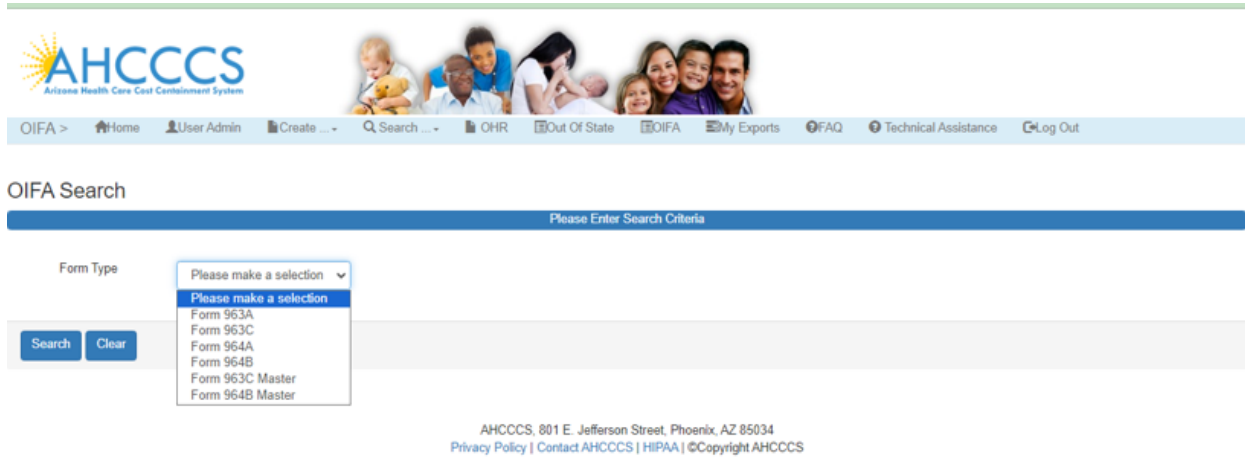 AHCCCS
Arizona Health Care Cost Containment System
OIFA > Home User Admin Create ... Search ... OHR Out Of State OIFA My Exports FAQ Technical Assistance Log Out
OIFA Search
Please Enter Search Criteria
Form Type Please make a selection
Please make a selection
Form 963A
Form 963C
Form 964A
Form 964B
Form 963C Master
Form 964B Master
Search Clear
AHCCCS, 801 E. Jefferson Street, Phoenix, AZ 85034
Privacy Policy | Contact AHCCCS | HIPAA | ©Copyright AHCCCS